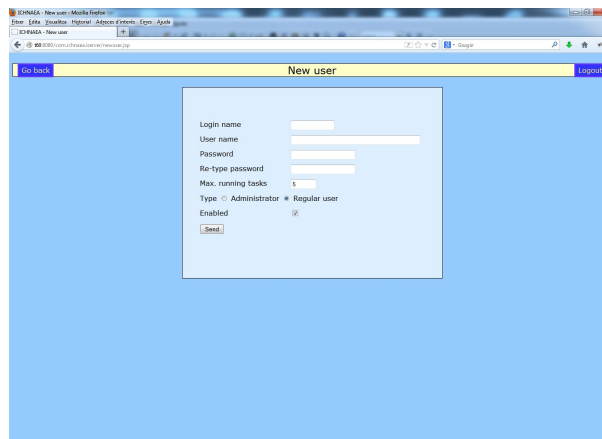 ICHNAEA - New user - Mozilla Firefox
Fitxer Edita Visualitza Historial Adreces d'interès Eines Ajuda
ICHNAEA - New user
:8080/com.ichnaea.server/newuser.jsp Google
Go back New user Logout
Login name
User name
Password
Re-type password
Max. running tasks 5
Type Administrator Regular user
Enabled
Send